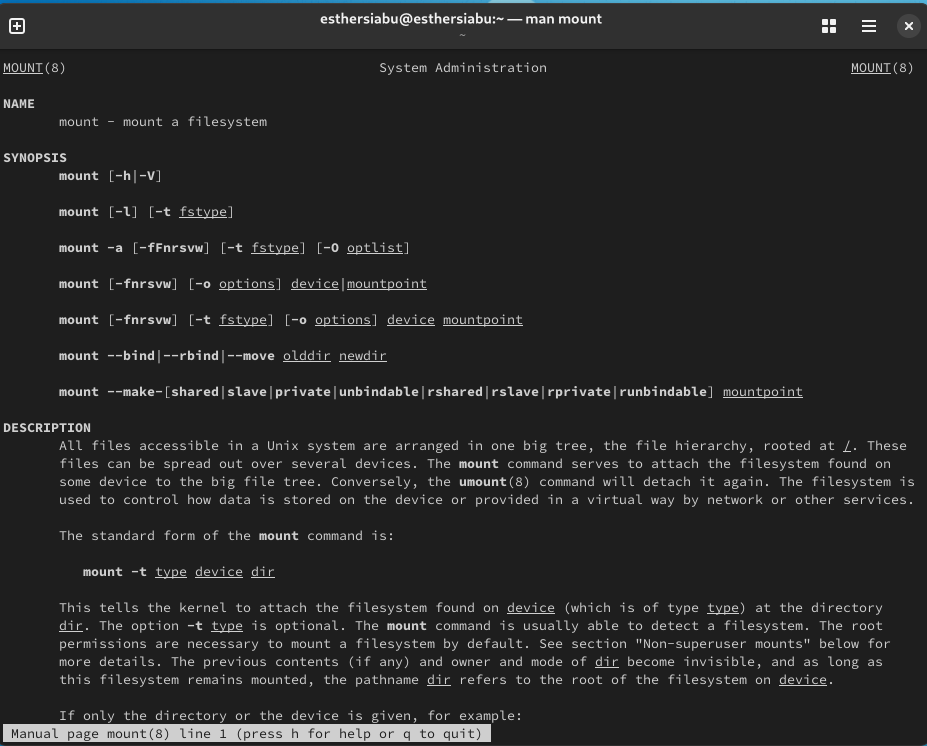 esthersiabu@esthersiabu:~ — man mount
~
MOUNT(8) System Administration MOUNT(8)
NAME
mount - mount a filesystem
SYNOPSIS
mount [-h|-V]
mount [-l] [-t fstype]
mount -a [-fFnrsvw] [-t fstype] [-O optlist]
mount [-fnrsvw] [-o options] device|mountpoint
mount [-fnrsvw] [-t fstype] [-o options] device mountpoint
mount --bind|--rbind|--move olddir newdir
mount --make-[shared|slave|private|unbindable|rshared|rslave|rprivate|runbindable] mountpoint
DESCRIPTION
All files accessible in a Unix system are arranged in one big tree, the file hierarchy, rooted at /. These
files can be spread out over several devices. The mount command serves to attach the filesystem found on
some device to the big file tree. Conversely, the umount(8) command will detach it again. The filesystem is
used to control how data is stored on the device or provided in a virtual way by network or other services.
The standard form of the mount command is:
mount -t type device dir
This tells the kernel to attach the filesystem found on device (which is of type type) at the directory
dir. The option -t type is optional. The mount command is usually able to detect a filesystem. The root
permissions are necessary to mount a filesystem by default. See section "Non-superuser mounts" below for
more details. The previous contents (if any) and owner and mode of dir become invisible, and as long as
this filesystem remains mounted, the pathname dir refers to the root of the filesystem on device.
If only the directory or the device is given, for example:
Manual page mount(8) line 1 (press h for help or q to quit)